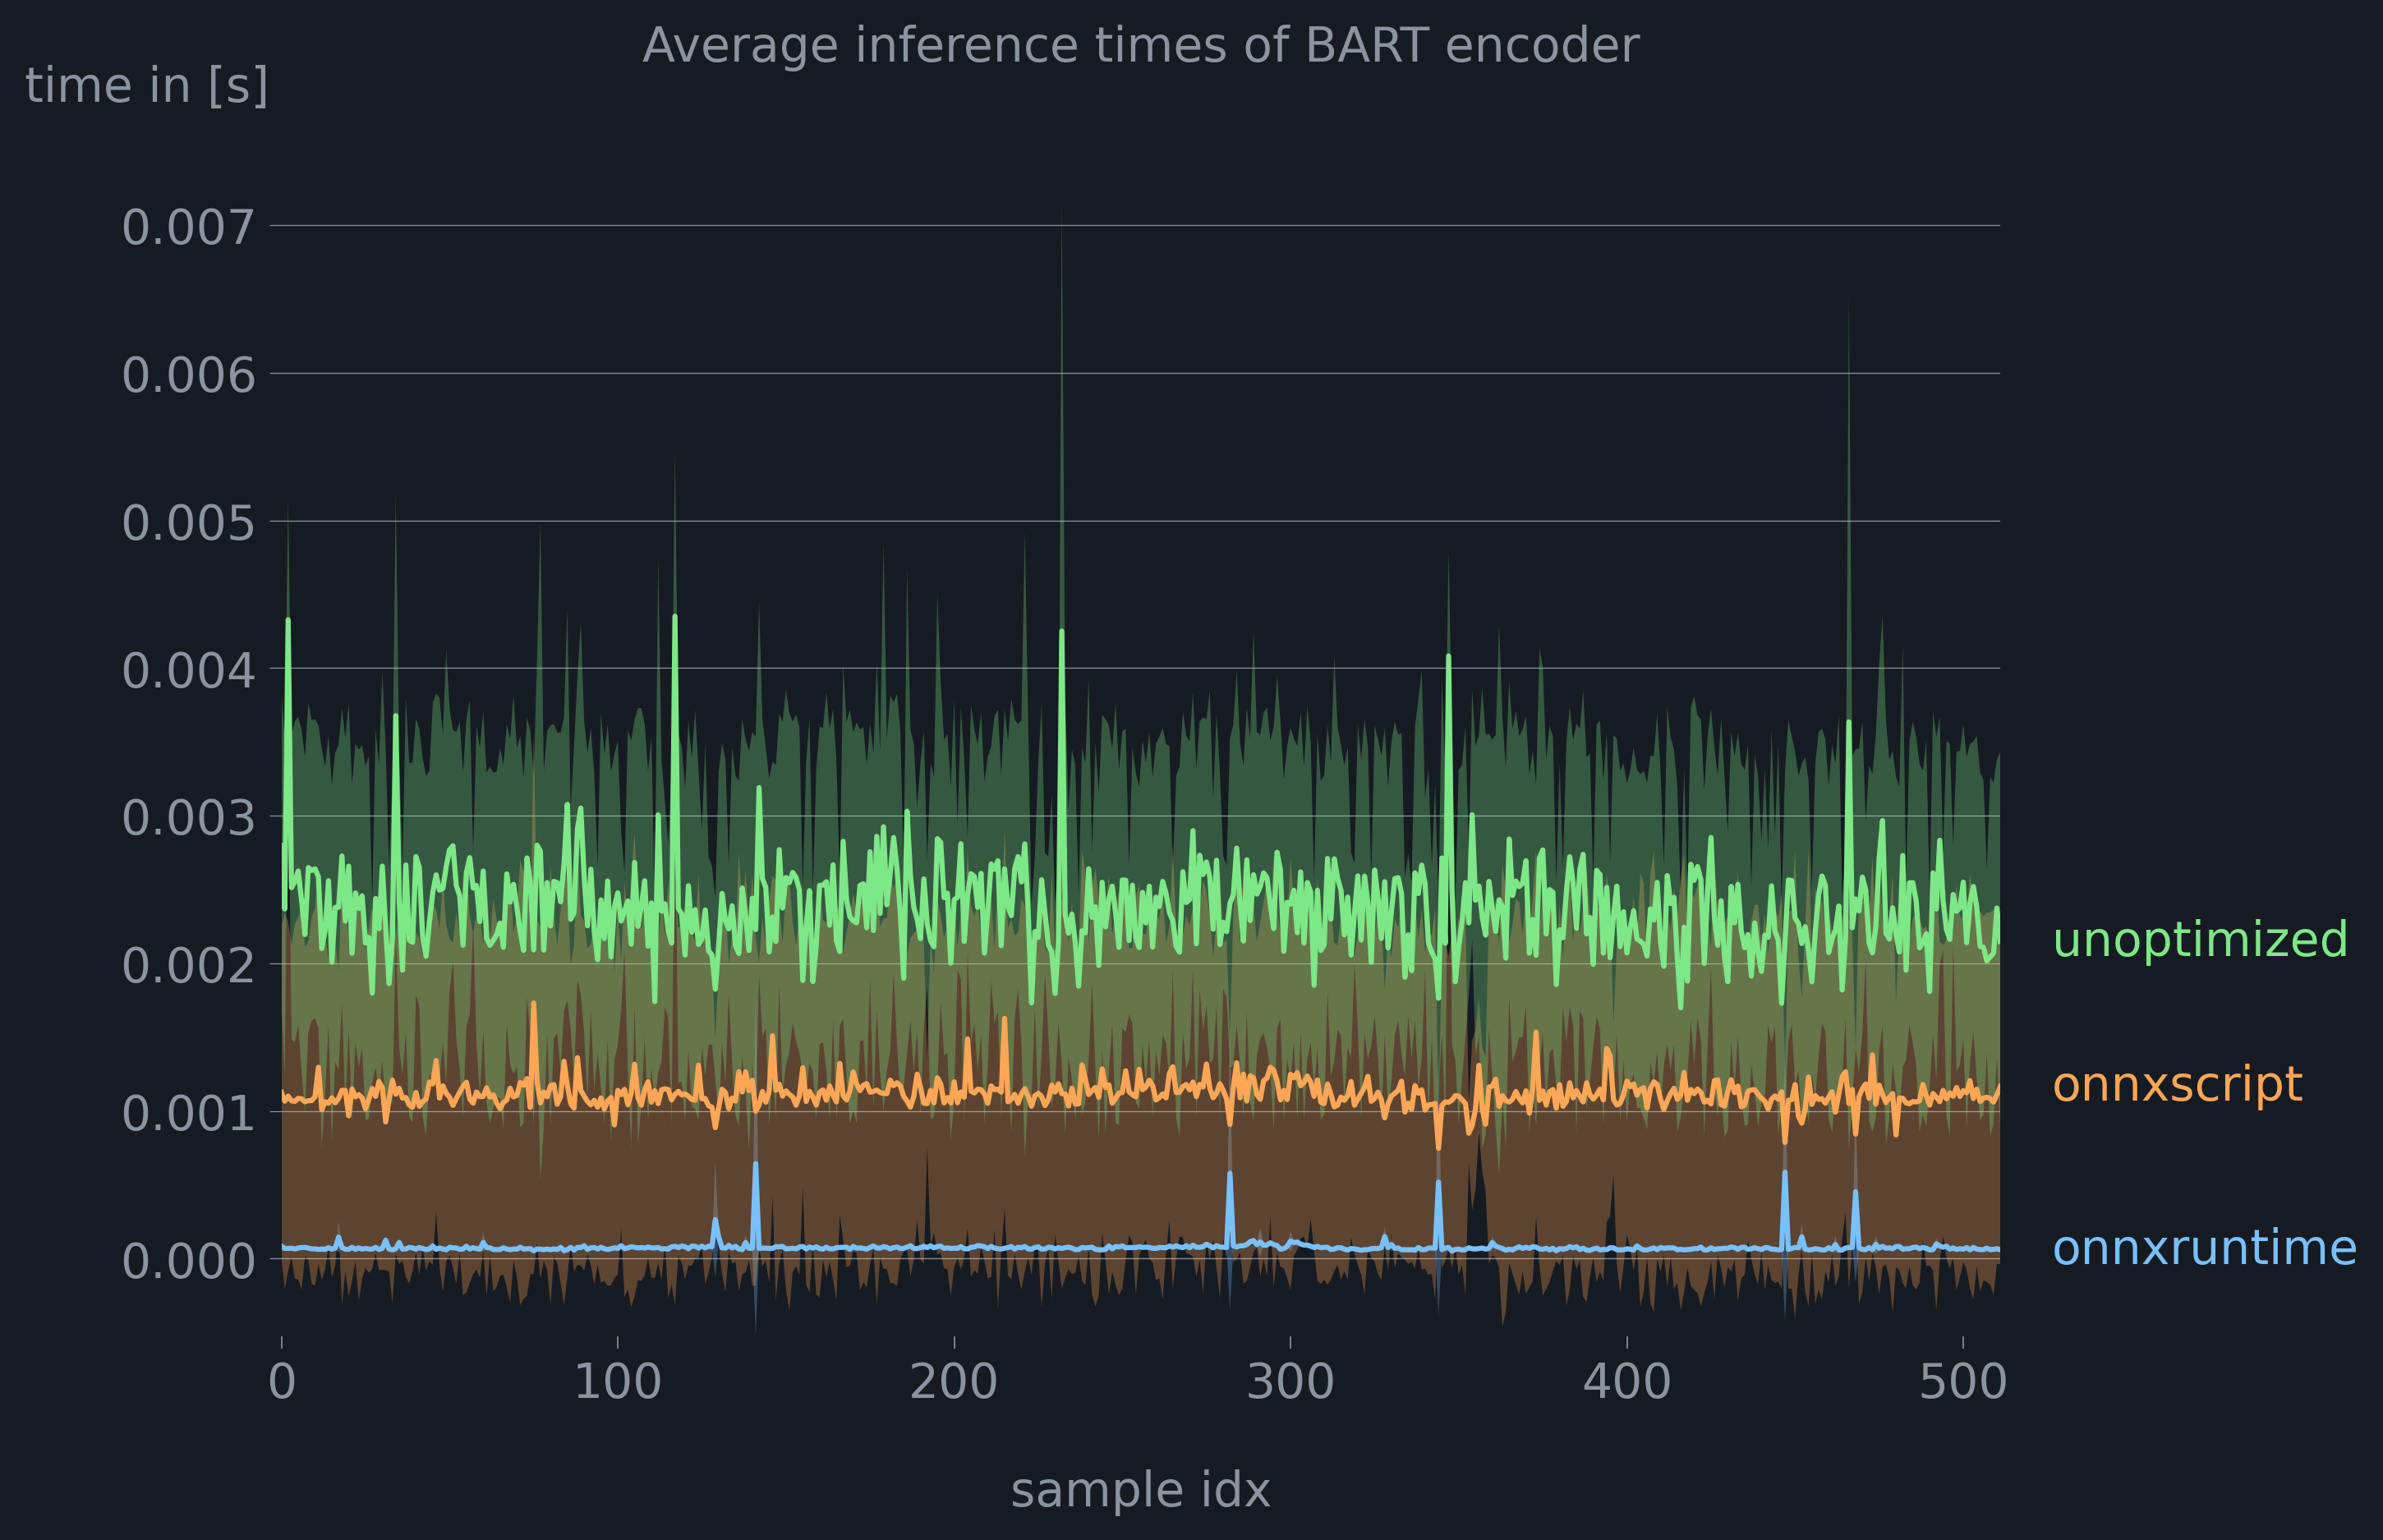 Average inference times of BART encoder
time in [s]
0.007
0.006
0.005
0.004
0.003
0.002
0.001
0.000
unoptimized
onnxscript
onnxruntime
0 100 200 300 400 500
sample idx